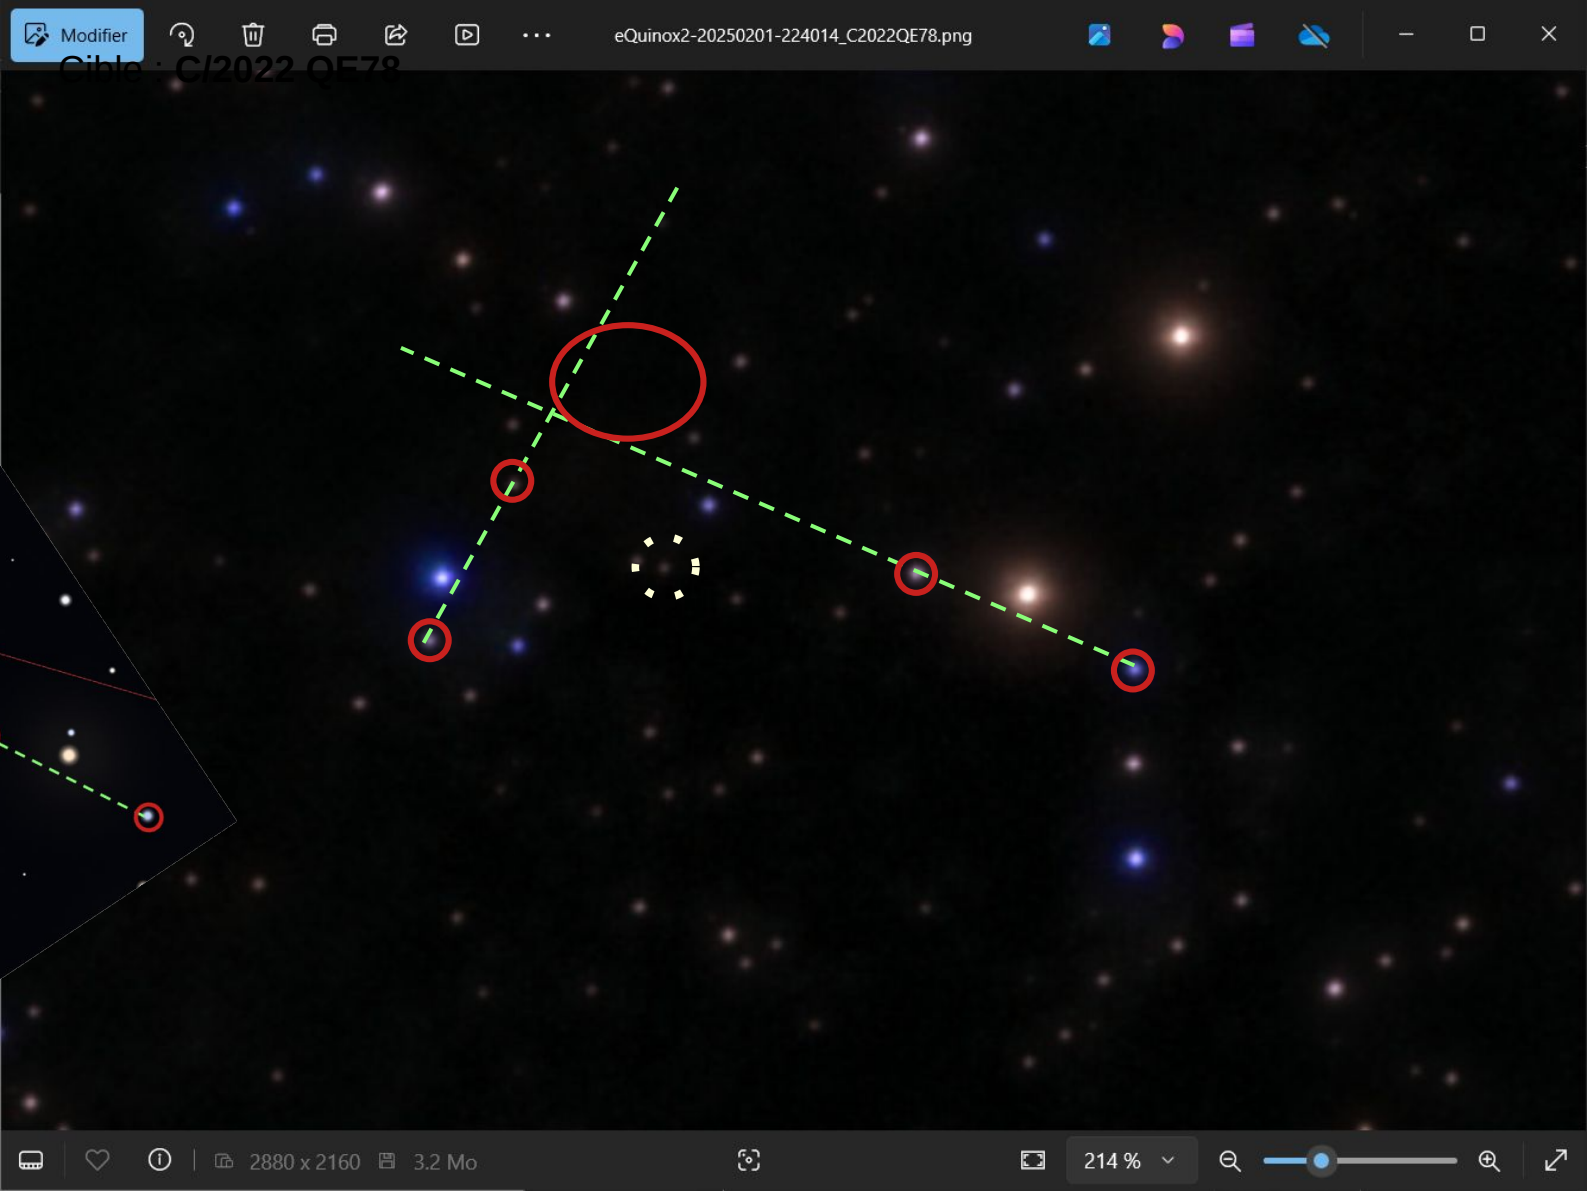 Modifier
eQuinox2-20250201-224014_C2022QE78.png
Cible : C/2022 QE78
2880 x 2160
3.2 Mo
214 %